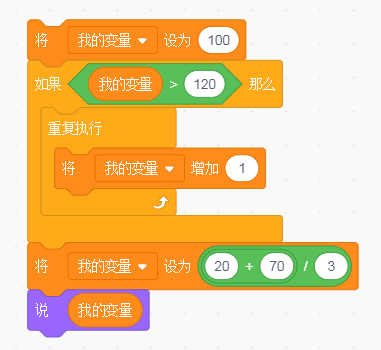 将 我的变量 设为 100
如果 我的变量 > 120 那么
重复执行
将 我的变量 增加 1
将 我的变量 设为 20 + 70 / 3
说 我的变量